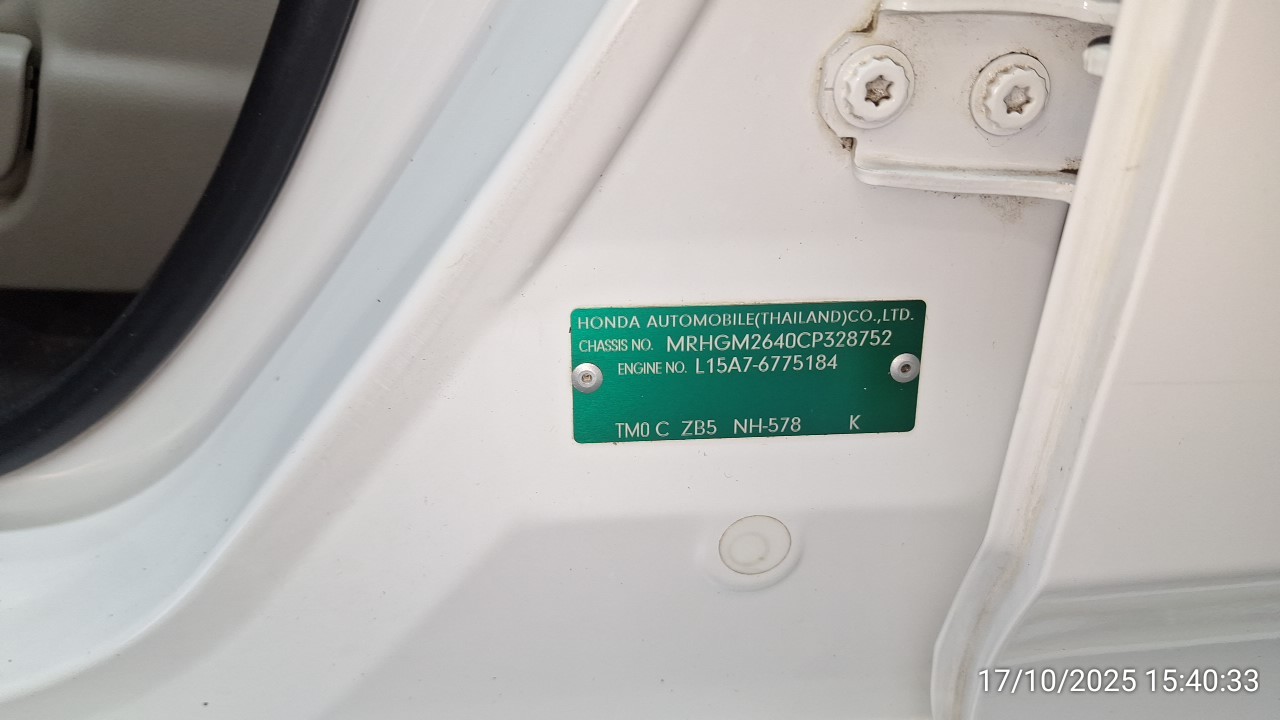 HONDA AUTOMOBILE(THAILAND)CO.,LTD.
CHASSIS NO. MRHGM2640CP328752
ENGINE NO. L15A7-6775184
TM0 C ZB5 NH-578 K
17/10/2025 15:40:33